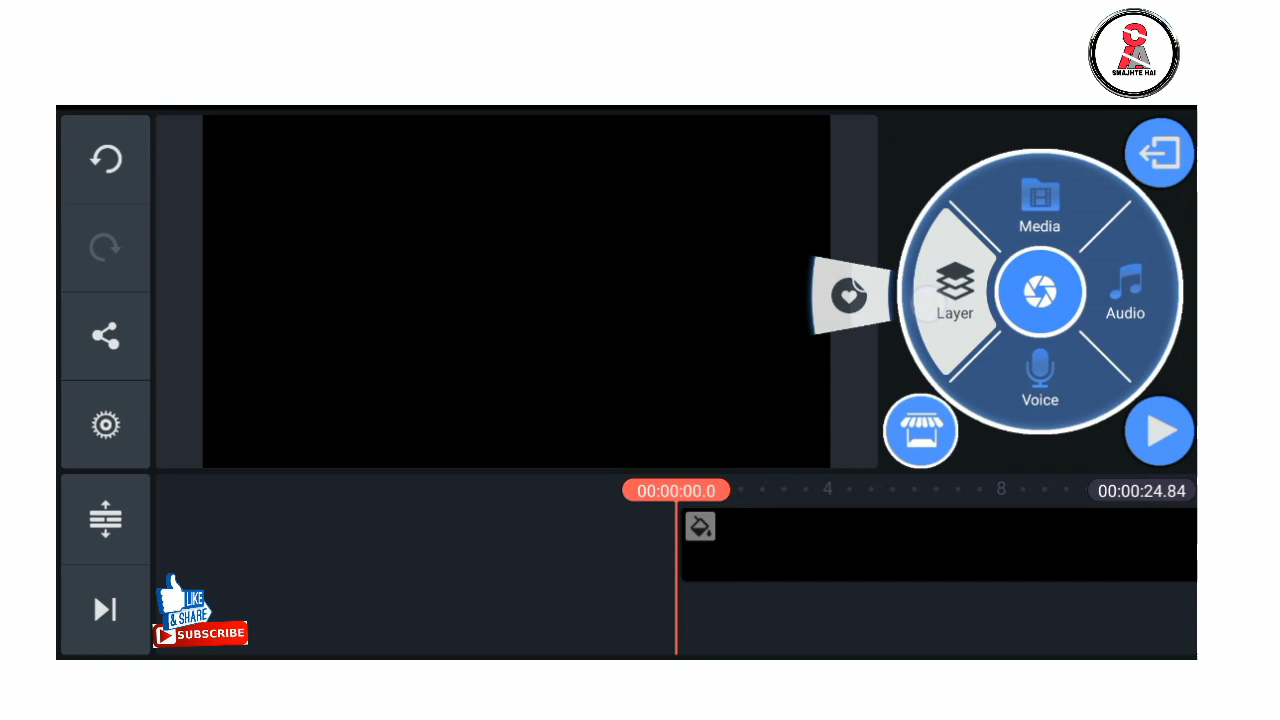 SMAJHTE HAI
Media
Layer
Audio
Voice
00:00:00.0
4
8
00:00:24.84
LIKE
& SHARE
SUBSCRIBE